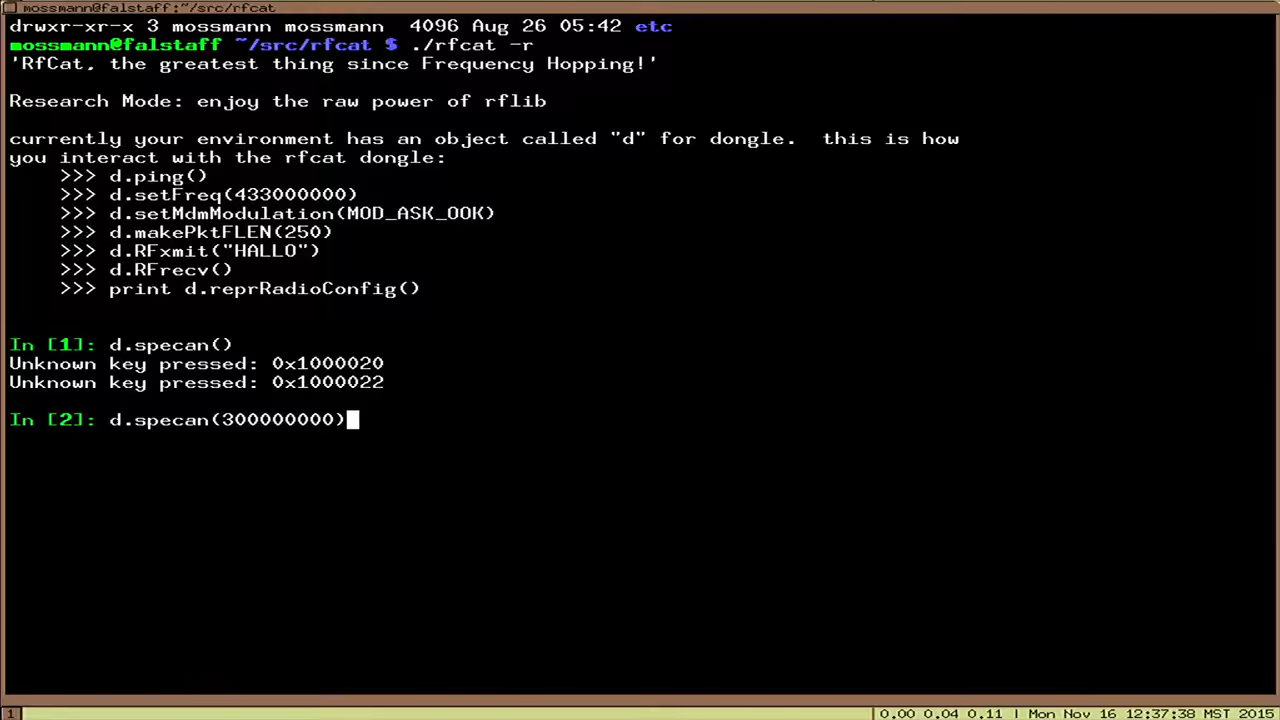 mossmann@falstaff:~/src/rfcat
drwxr-xr-x 3 mossmann mossmann  4096 Aug 26 05:42 etc
mossmann@falstaff ~/src/rfcat $ ./rfcat -r
'RfCat, the greatest thing since Frequency Hopping!'
Research Mode: enjoy the raw power of rflib
currently your environment has an object called "d" for dongle.  this is how
you interact with the rfcat dongle:
    >>> d.ping()
    >>> d.setFreq(433000000)
    >>> d.setMdmModulation(MOD_ASK_OOK)
    >>> d.makePktFLEN(250)
    >>> d.RFxmit("HALLO")
    >>> d.RFrecv()
    >>> print d.reprRadioConfig()
In [1]: d.specan()
Unknown key pressed: 0x1000020
Unknown key pressed: 0x1000022
In [2]: d.specan(300000000)
1 0.00 0.04 0.11 | Mon Nov 16 12:37:38 MST 2015